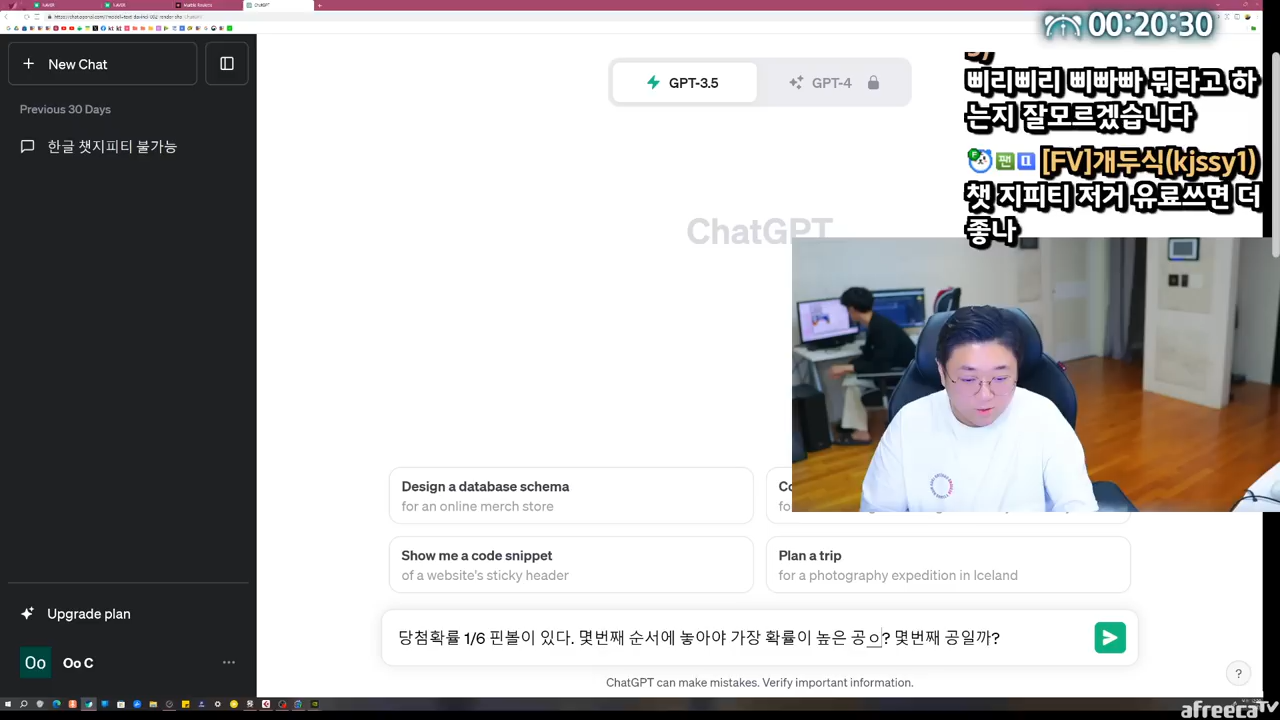 ChatGPT
00:20:30
New Chat
GPT-3.5
GPT-4
Previous 30 Days
한글 챗지피티 불가능
삐리삐리 삐빠빠 뭐라고 하
는지 잘모르겠습니다
팬 [FV]개두식(kjssy1)
챗 지피티 저거 유료쓰면 더
좋나
ChatGPT
Design a database schema
for an online merch store
Show me a code snippet
of a website's sticky header
Plan a trip
for a photography expedition in Iceland
Upgrade plan
당첨확률 1/6 핀볼이 있다. 몇번째 순서에 놓아야 가장 확률이 높은 공ㅇ? 몇번째 공일까?
Oo
Oo C
ChatGPT can make mistakes. Verify important information.
?
afreecaTV